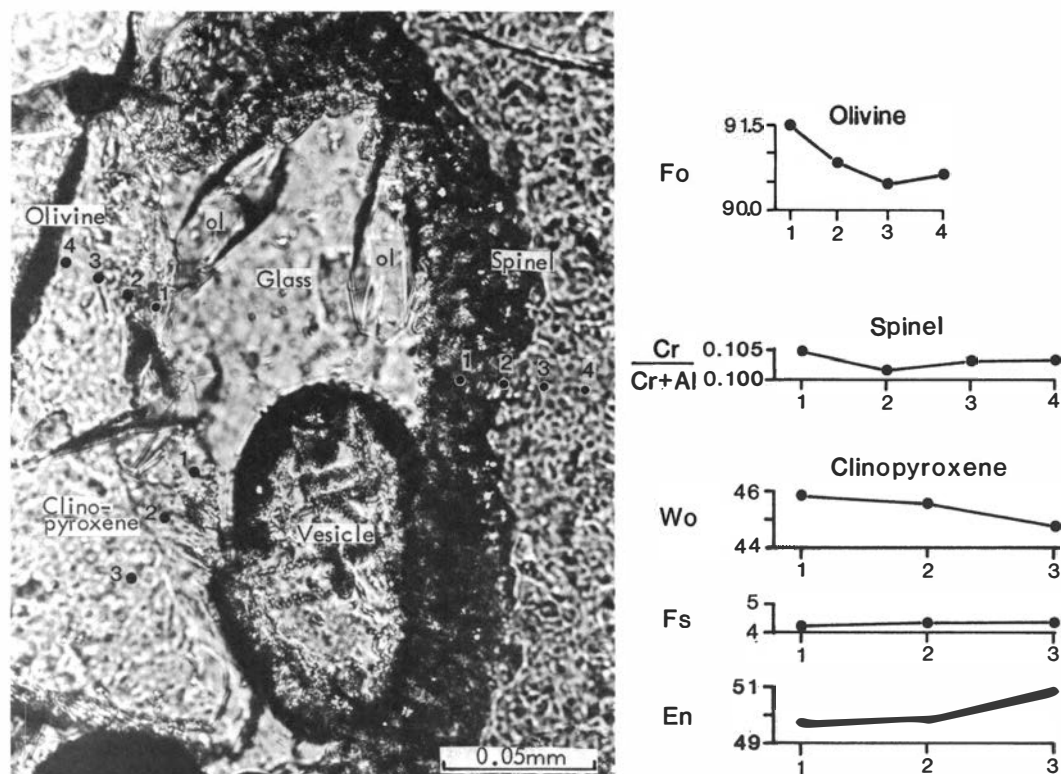 Olivine
4
3
2
1
ol
Glass
ol
Spinel
1
2
3
4
1
Clino-
pyroxene
2
3
Vesicle
0.05mm
Olivine
Fo
91.5
90.0
1 2 3 4
Spinel
Cr
Cr+Al
0.105
0.100
1 2 3 4
Clinopyroxene
Wo
46
44
1 2 3
Fs
5
4
1 2 3
En
51
49
1 2 3